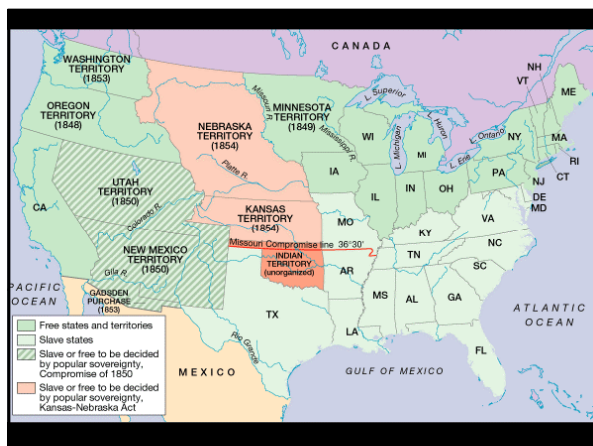 CANADA
WASHINGTON
TERRITORY
(1853)
OREGON
TERRITORY
(1848)
NEBRASKA
TERRITORY
(1854)
Missouri R.
MINNESOTA
TERRITORY
(1849)
Mississippi R.
L. Superior
L. Michigan
L. Huron
L. Ontario
L. Erie
NH
VT
ME
NY
MA
RI
CT
NJ
DE
MD
PA
WI
MI
IA
IL
IN
OH
Platte R.
UTAH
TERRITORY
(1850)
CA
Colorado R.
KANSAS
TERRITORY
(1854)
MO
KY
VA
Missouri Compromise line 36°30'
NEW MEXICO
TERRITORY
(1850)
INDIAN
TERRITORY
(unorganized)
AR
TN
NC
SC
Gila R.
GADSDEN
PURCHASE
(1853)
PACIFIC
OCEAN
TX
LA
MS
AL
GA
FL
ATLANTIC
OCEAN
Rio Grande
MEXICO
GULF OF MEXICO
Free states and territories
Slave states
Slave or free to be decided
by popular sovereignty,
Compromise of 1850
Slave or free to be decided
by popular sovereignty,
Kansas-Nebraska Act